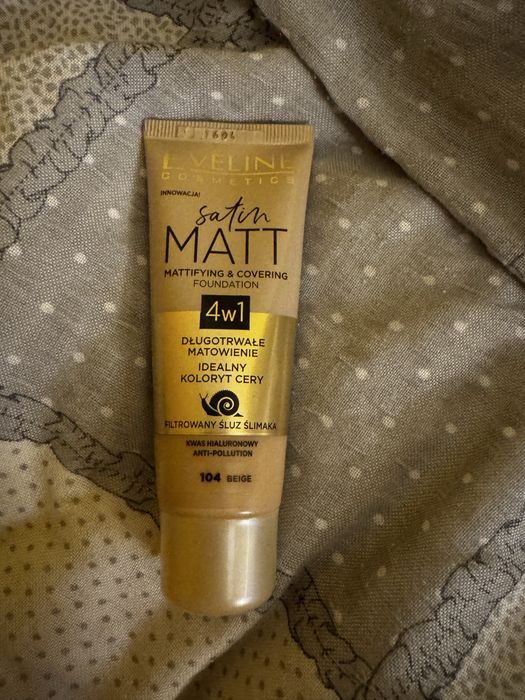 1604
EVELINE
COSMETICS
INNOWACJA!
satin
MATT
MATTIFYING & COVERING
FOUNDATION
4w1
DŁUGOTRWAŁE
MATOWIENIE
IDEALNY
KOLORYT CERY
FILTROWANY ŚLUZ ŚLIMAKA
KWAS HIALURONOWY
ANTI-POLLUTION
104 BEIGE